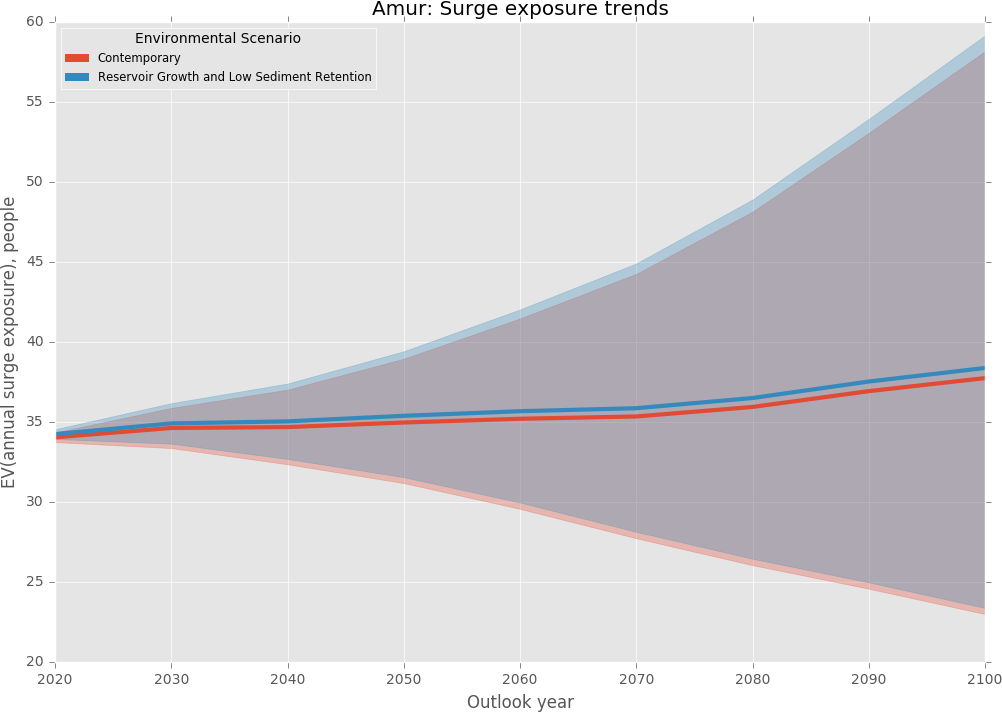 Amur: Surge exposure trends
Environmental Scenario
Contemporary
Reservoir Growth and Low Sediment Retention
EV(annual surge exposure), people
60
55
50
45
40
35
30
25
20
2020 2030 2040 2050 2060 2070 2080 2090 2100
Outlook year